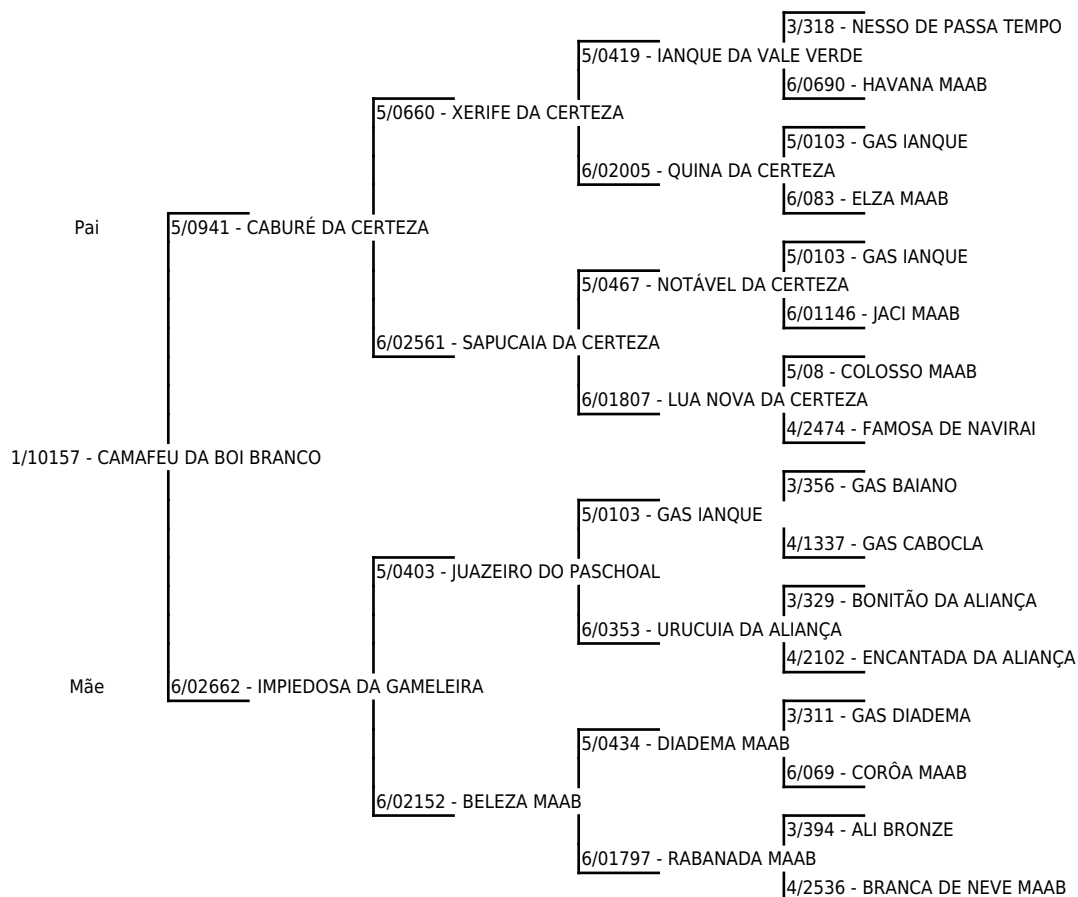 3/318 - NESSO DE PASSA TEMPO
5/0419 - IANQUE DA VALE VERDE
6/0690 - HAVANA MAAB
5/0660 - XERIFE DA CERTEZA
5/0103 - GAS IANQUE
6/02005 - QUINA DA CERTEZA
6/083 - ELZA MAAB
Pai
5/0941 - CABURÉ DA CERTEZA
5/0103 - GAS IANQUE
5/0467 - NOTÁVEL DA CERTEZA
6/01146 - JACI MAAB
6/02561 - SAPUCAIA DA CERTEZA
5/08 - COLOSSO MAAB
6/01807 - LUA NOVA DA CERTEZA
4/2474 - FAMOSA DE NAVIRAI
1/10157 - CAMAFEU DA BOI BRANCO
3/356 - GAS BAIANO
5/0103 - GAS IANQUE
4/1337 - GAS CABOCLA
5/0403 - JUAZEIRO DO PASCHOAL
3/329 - BONITÃO DA ALIANÇA
6/0353 - URUCUIA DA ALIANÇA
4/2102 - ENCANTADA DA ALIANÇA
Mãe
6/02662 - IMPIEDOSA DA GAMELEIRA
3/311 - GAS DIADEMA
5/0434 - DIADEMA MAAB
6/069 - CORÔA MAAB
6/02152 - BELEZA MAAB
3/394 - ALI BRONZE
6/01797 - RABANADA MAAB
4/2536 - BRANCA DE NEVE MAAB